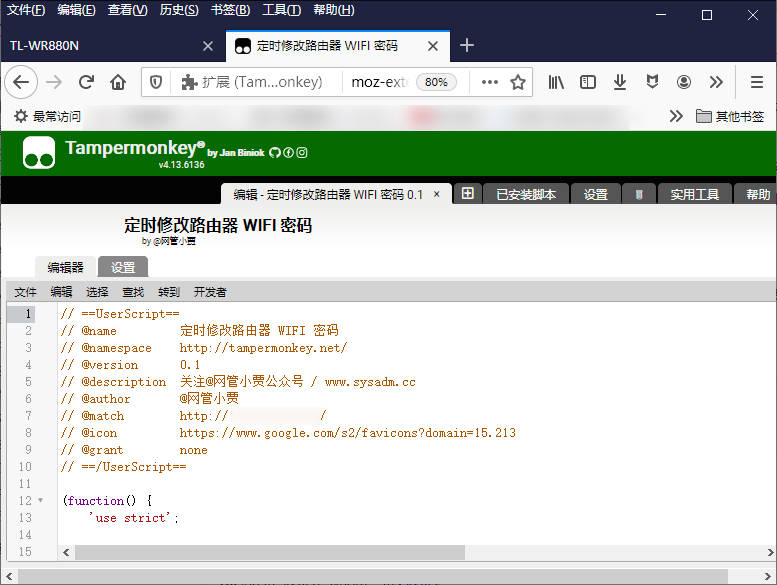 文件(F) 编辑(E) 查看(V) 历史(S) 书签(B) 工具(T) 帮助(H)
TL-WR880N
定时修改路由器 WIFI 密码
扩展 (Tam...onkey)
moz-ext
80%
最常访问
其他书签
Tampermonkey® by Jan Biniok
v4.13.6136
编辑 - 定时修改路由器 WIFI 密码 0.1
已安装脚本
设置
实用工具
帮助
定时修改路由器 WIFI 密码
by @网管小贾
编辑器 设置
文件 编辑 选择 查找 转到 开发者
1 // ==UserScript==
2 // @name 定时修改路由器 WIFI 密码
3 // @namespace http://tampermonkey.net/
4 // @version 0.1
5 // @description 关注@网管小贾公众号 / www.sysadm.cc
6 // @author @网管小贾
7 // @match http:// /
8 // @icon https://www.google.com/s2/favicons?domain=15.213
9 // @grant none
10 // ==/UserScript==
11
12 (function() {
13 'use strict';
14
15